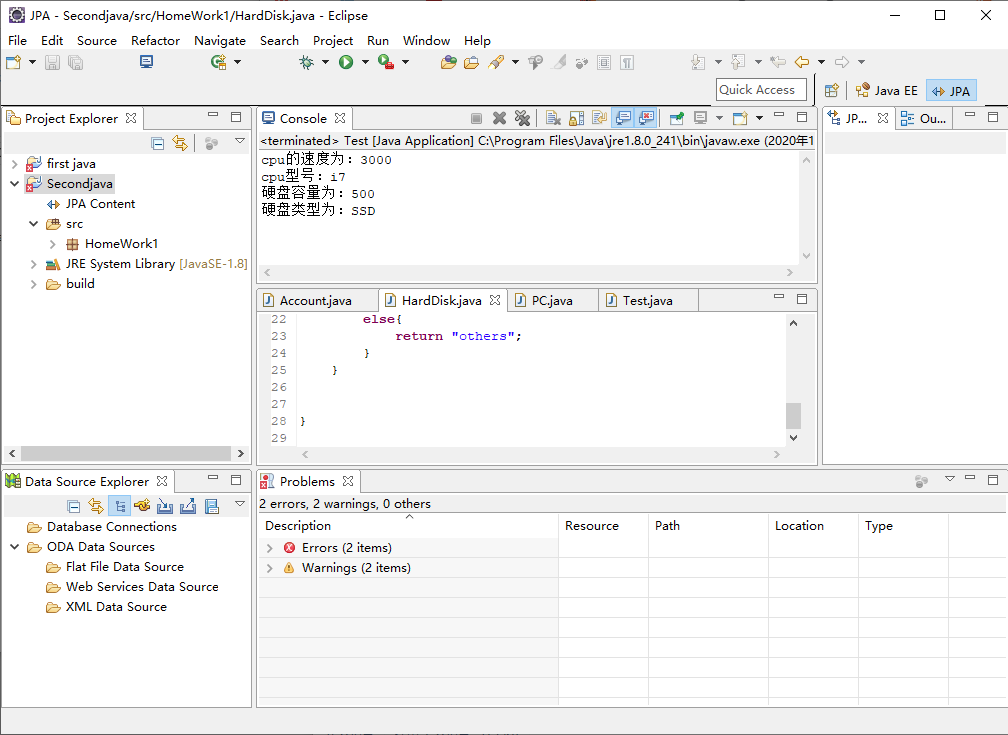 JPA - Secondjava/src/HomeWork1/HardDisk.java - Eclipse
File Edit Source Refactor Navigate Search Project Run Window Help
Quick Access
Java EE
JPA
Project Explorer
first java
Secondjava
JPA Content
src
HomeWork1
JRE System Library [JavaSE-1.8]
build
Console
<terminated> Test [Java Application] C:\Program Files\Java\jre1.8.0_241\bin\javaw.exe (2020年1
cpu的速度为：3000
cpu型号：i7
硬盘容量为：500
硬盘类型为：SSD
JP...
Ou...
Account.java HardDisk.java PC.java Test.java
22 else{
23 return "others";
24 }
25 }
26
27
28 }
29
Data Source Explorer
Database Connections
ODA Data Sources
Flat File Data Source
Web Services Data Source
XML Data Source
Problems
2 errors, 2 warnings, 0 others
Description Resource Path Location Type
Errors (2 items)
Warnings (2 items)